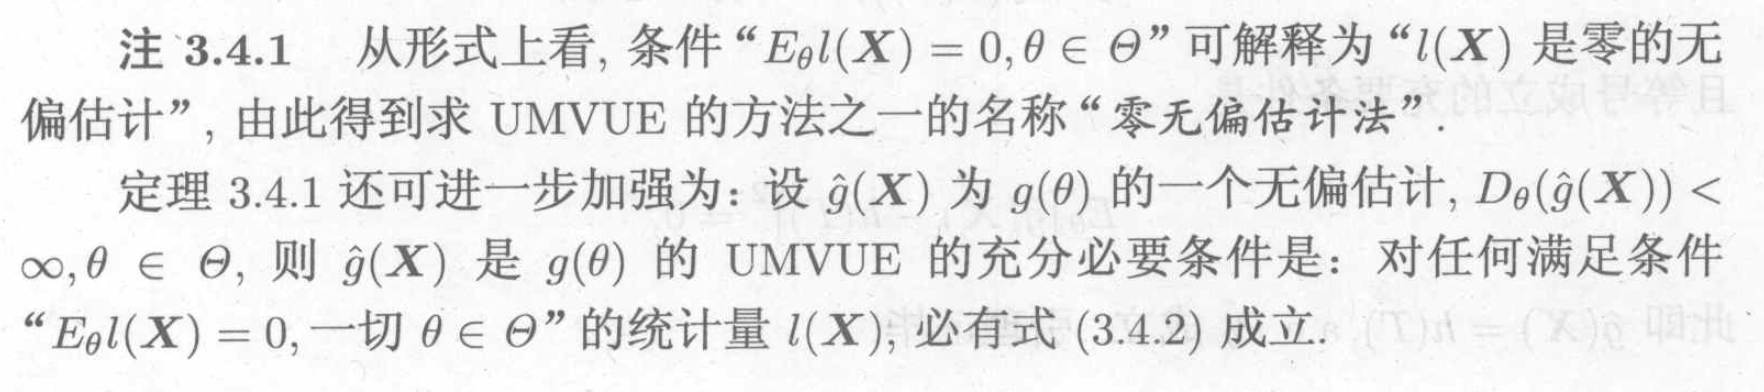 注 3.4.1 从形式上看, 条件“$E_\theta l(\boldsymbol{X}) = 0, \theta \in \Theta$”可解释为“$l(\boldsymbol{X})$ 是零的无
偏估计”, 由此得到求 UMVUE 的方法之一的名称“零无偏估计法”.
定理 3.4.1 还可进一步加强为: 设 $\hat{g}(\boldsymbol{X})$ 为 $g(\theta)$ 的一个无偏估计, $D_\theta(\hat{g}(\boldsymbol{X})) <$
$\infty, \theta \in \Theta$, 则 $\hat{g}(\boldsymbol{X})$ 是 $g(\theta)$ 的 UMVUE 的充分必要条件是: 对任何满足条件
“$E_\theta l(\boldsymbol{X}) = 0$, 一切 $\theta \in \Theta$”的统计量 $l(\boldsymbol{X})$, 必有式 (3.4.2) 成立.